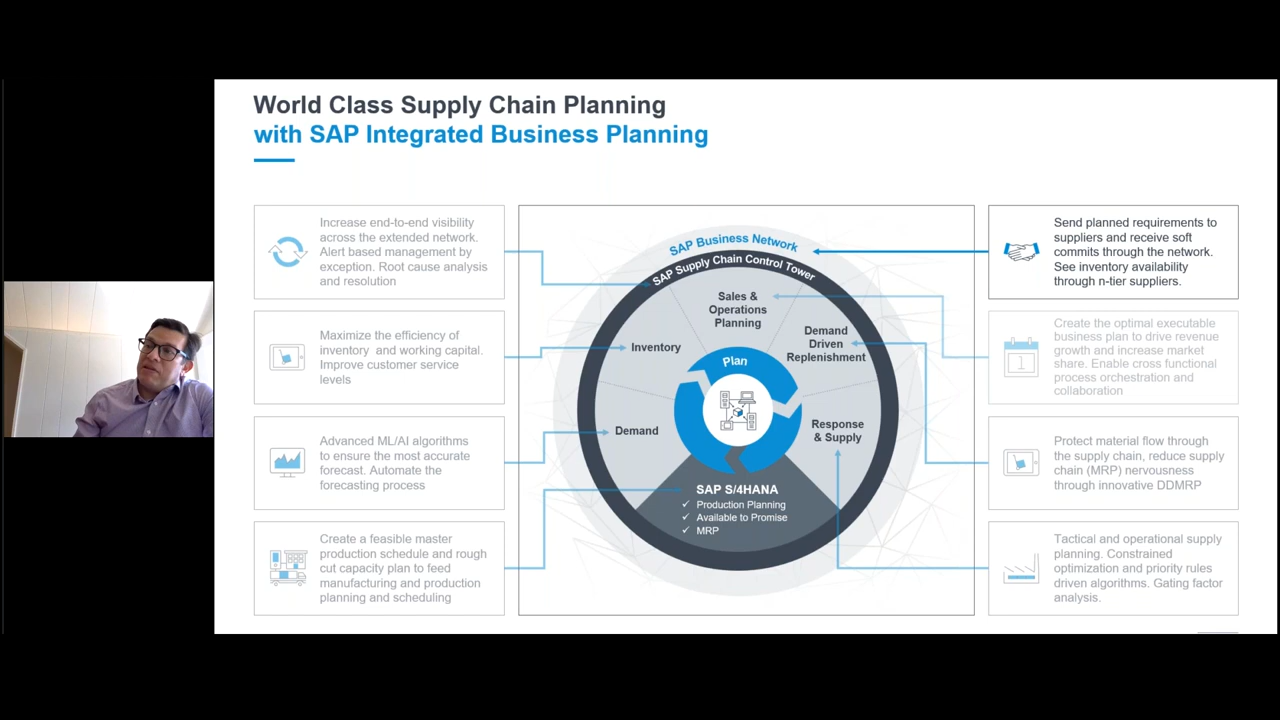 World Class Supply Chain Planning
with SAP Integrated Business Planning
Increase end-to-end visibility
across the extended network.
Alert based management by
exception. Root cause analysis
and resolution
Maximize the efficiency of
inventory and working capital.
Improve customer service
levels
Advanced ML/AI algorithms
to ensure the most accurate
forecast. Automate the
forecasting process
Create a feasible master
production schedule and rough
cut capacity plan to feed
manufacturing and production
planning and scheduling
SAP Business Network
SAP Supply Chain Control Tower
Sales &
Operations
Planning
Demand
Driven
Replenishment
Inventory
Plan
Demand
Response
& Supply
SAP S/4HANA
✓ Production Planning
✓ Available to Promise
✓ MRP
Send planned requirements to
suppliers and receive soft
commits through the network.
See inventory availability
through n-tier suppliers.
1
Create the optimal executable
business plan to drive revenue
growth and increase market
share. Enable cross functional
process orchestration and
collaboration
Protect material flow through
the supply chain, reduce supply
chain (MRP) nervousness
through innovative DDMRP
Tactical and operational supply
planning. Constrained
optimization and priority rules
driven algorithms. Gating factor
analysis.